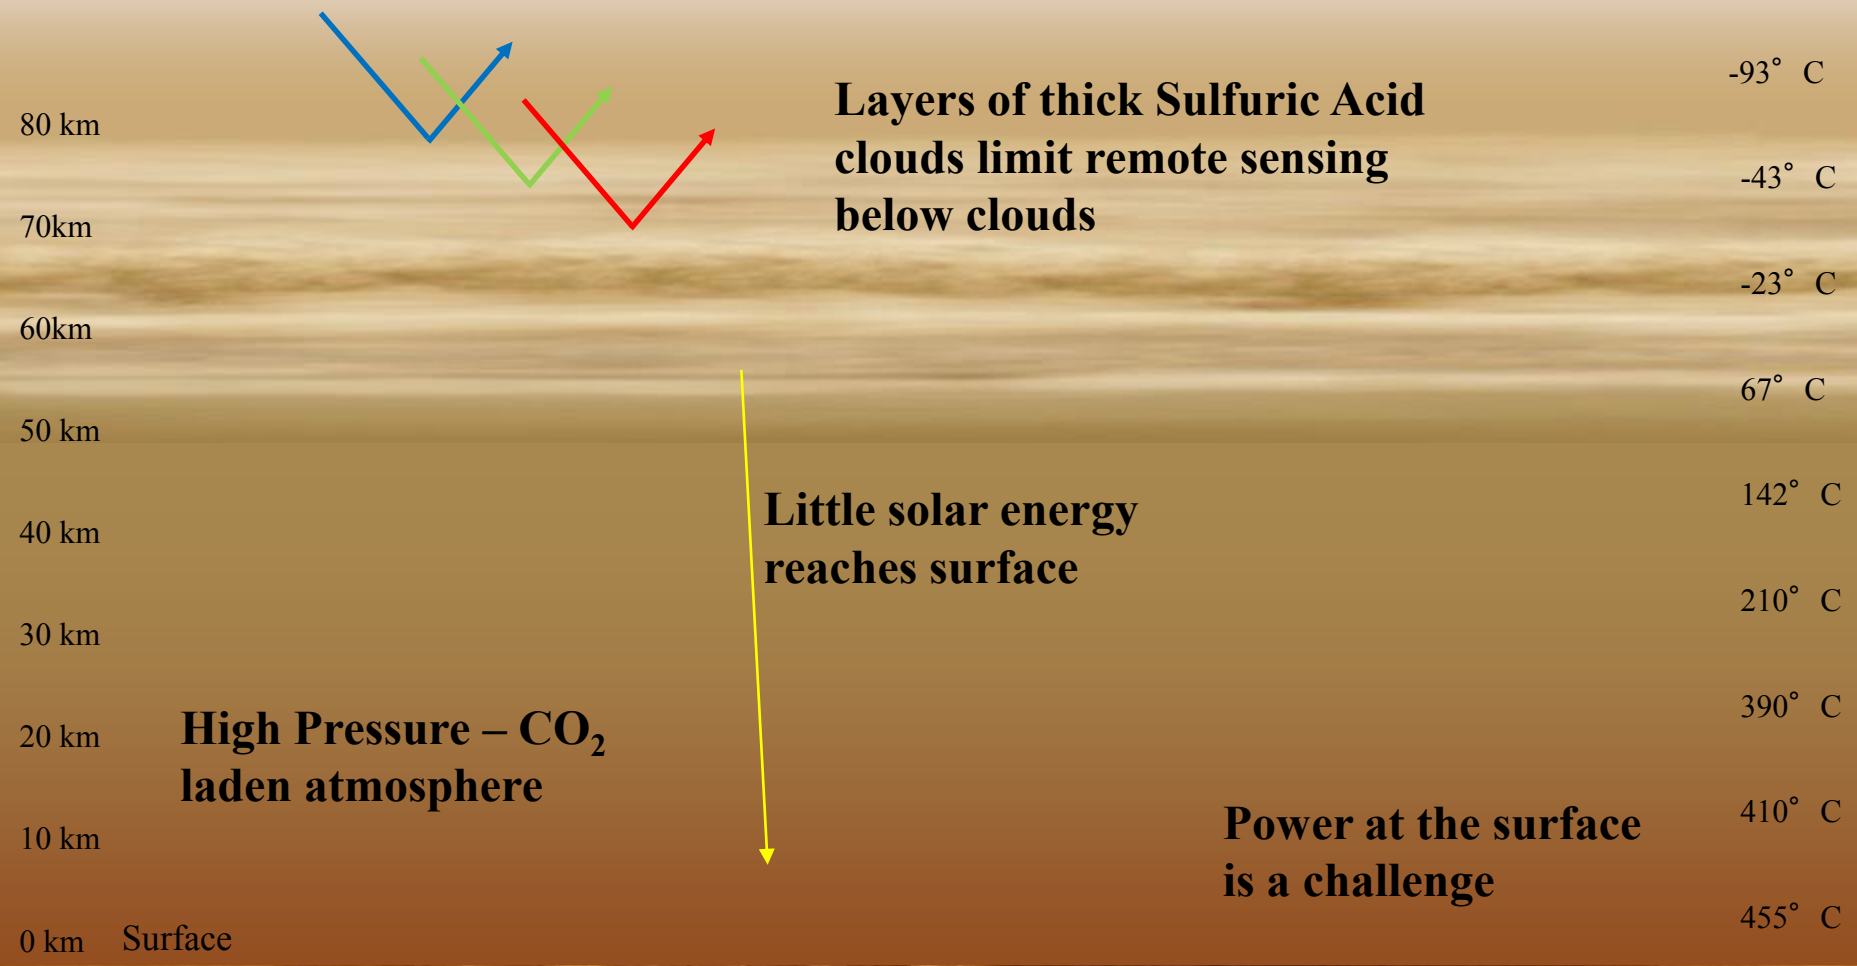 -93° C
Layers of thick Sulfuric Acid
clouds limit remote sensing
below clouds
80 km
-43° C
70km
-23° C
60km
67° C
50 km
142° C
Little solar energy
reaches surface
40 km
210° C
30 km
390° C
High Pressure – CO₂
laden atmosphere
20 km
410° C
Power at the surface
is a challenge
10 km
455° C
0 km Surface